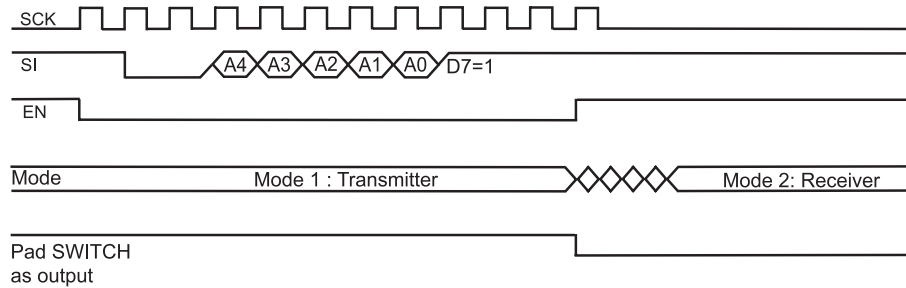 SCK
SI
A4 A3 A2 A1 A0 D7=1
EN
Mode Mode 1 : Transmitter Mode 2: Receiver
Pad SWITCH
as output